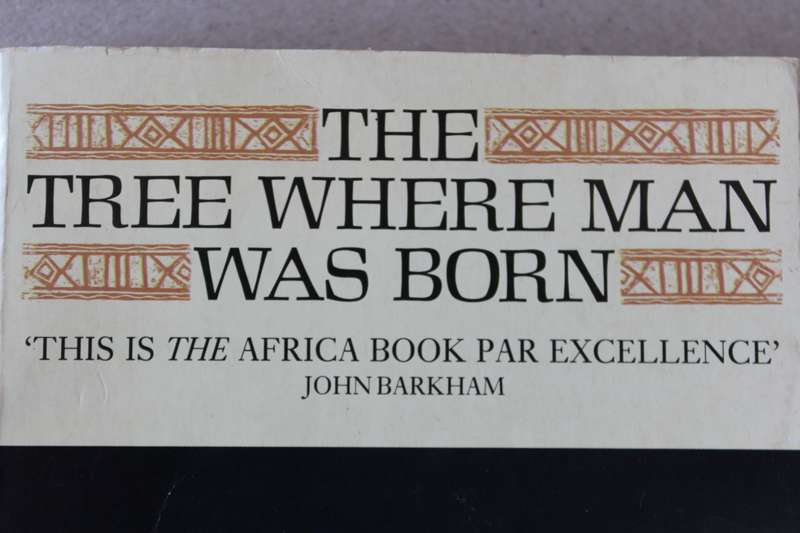 THE
TREE WHERE MAN
WAS BORN
‘THIS IS THE AFRICA BOOK PAR EXCELLENCE’
JOHN BARKHAM